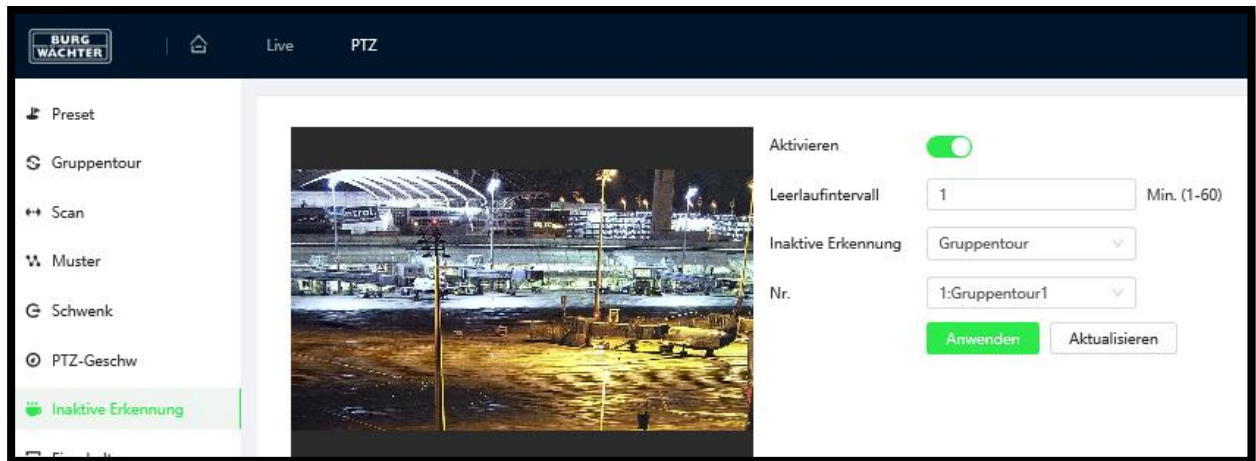 BURG
WÄCHTER
Live
PTZ
Preset
Gruppentour
Scan
Muster
Schwenk
PTZ-Geschw
Inaktive Erkennung
Aktivieren
Leerlaufintervall
1
Min. (1-60)
Inaktive Erkennung
Gruppentour
Nr.
1:Gruppentour1
Anwenden
Aktualisieren